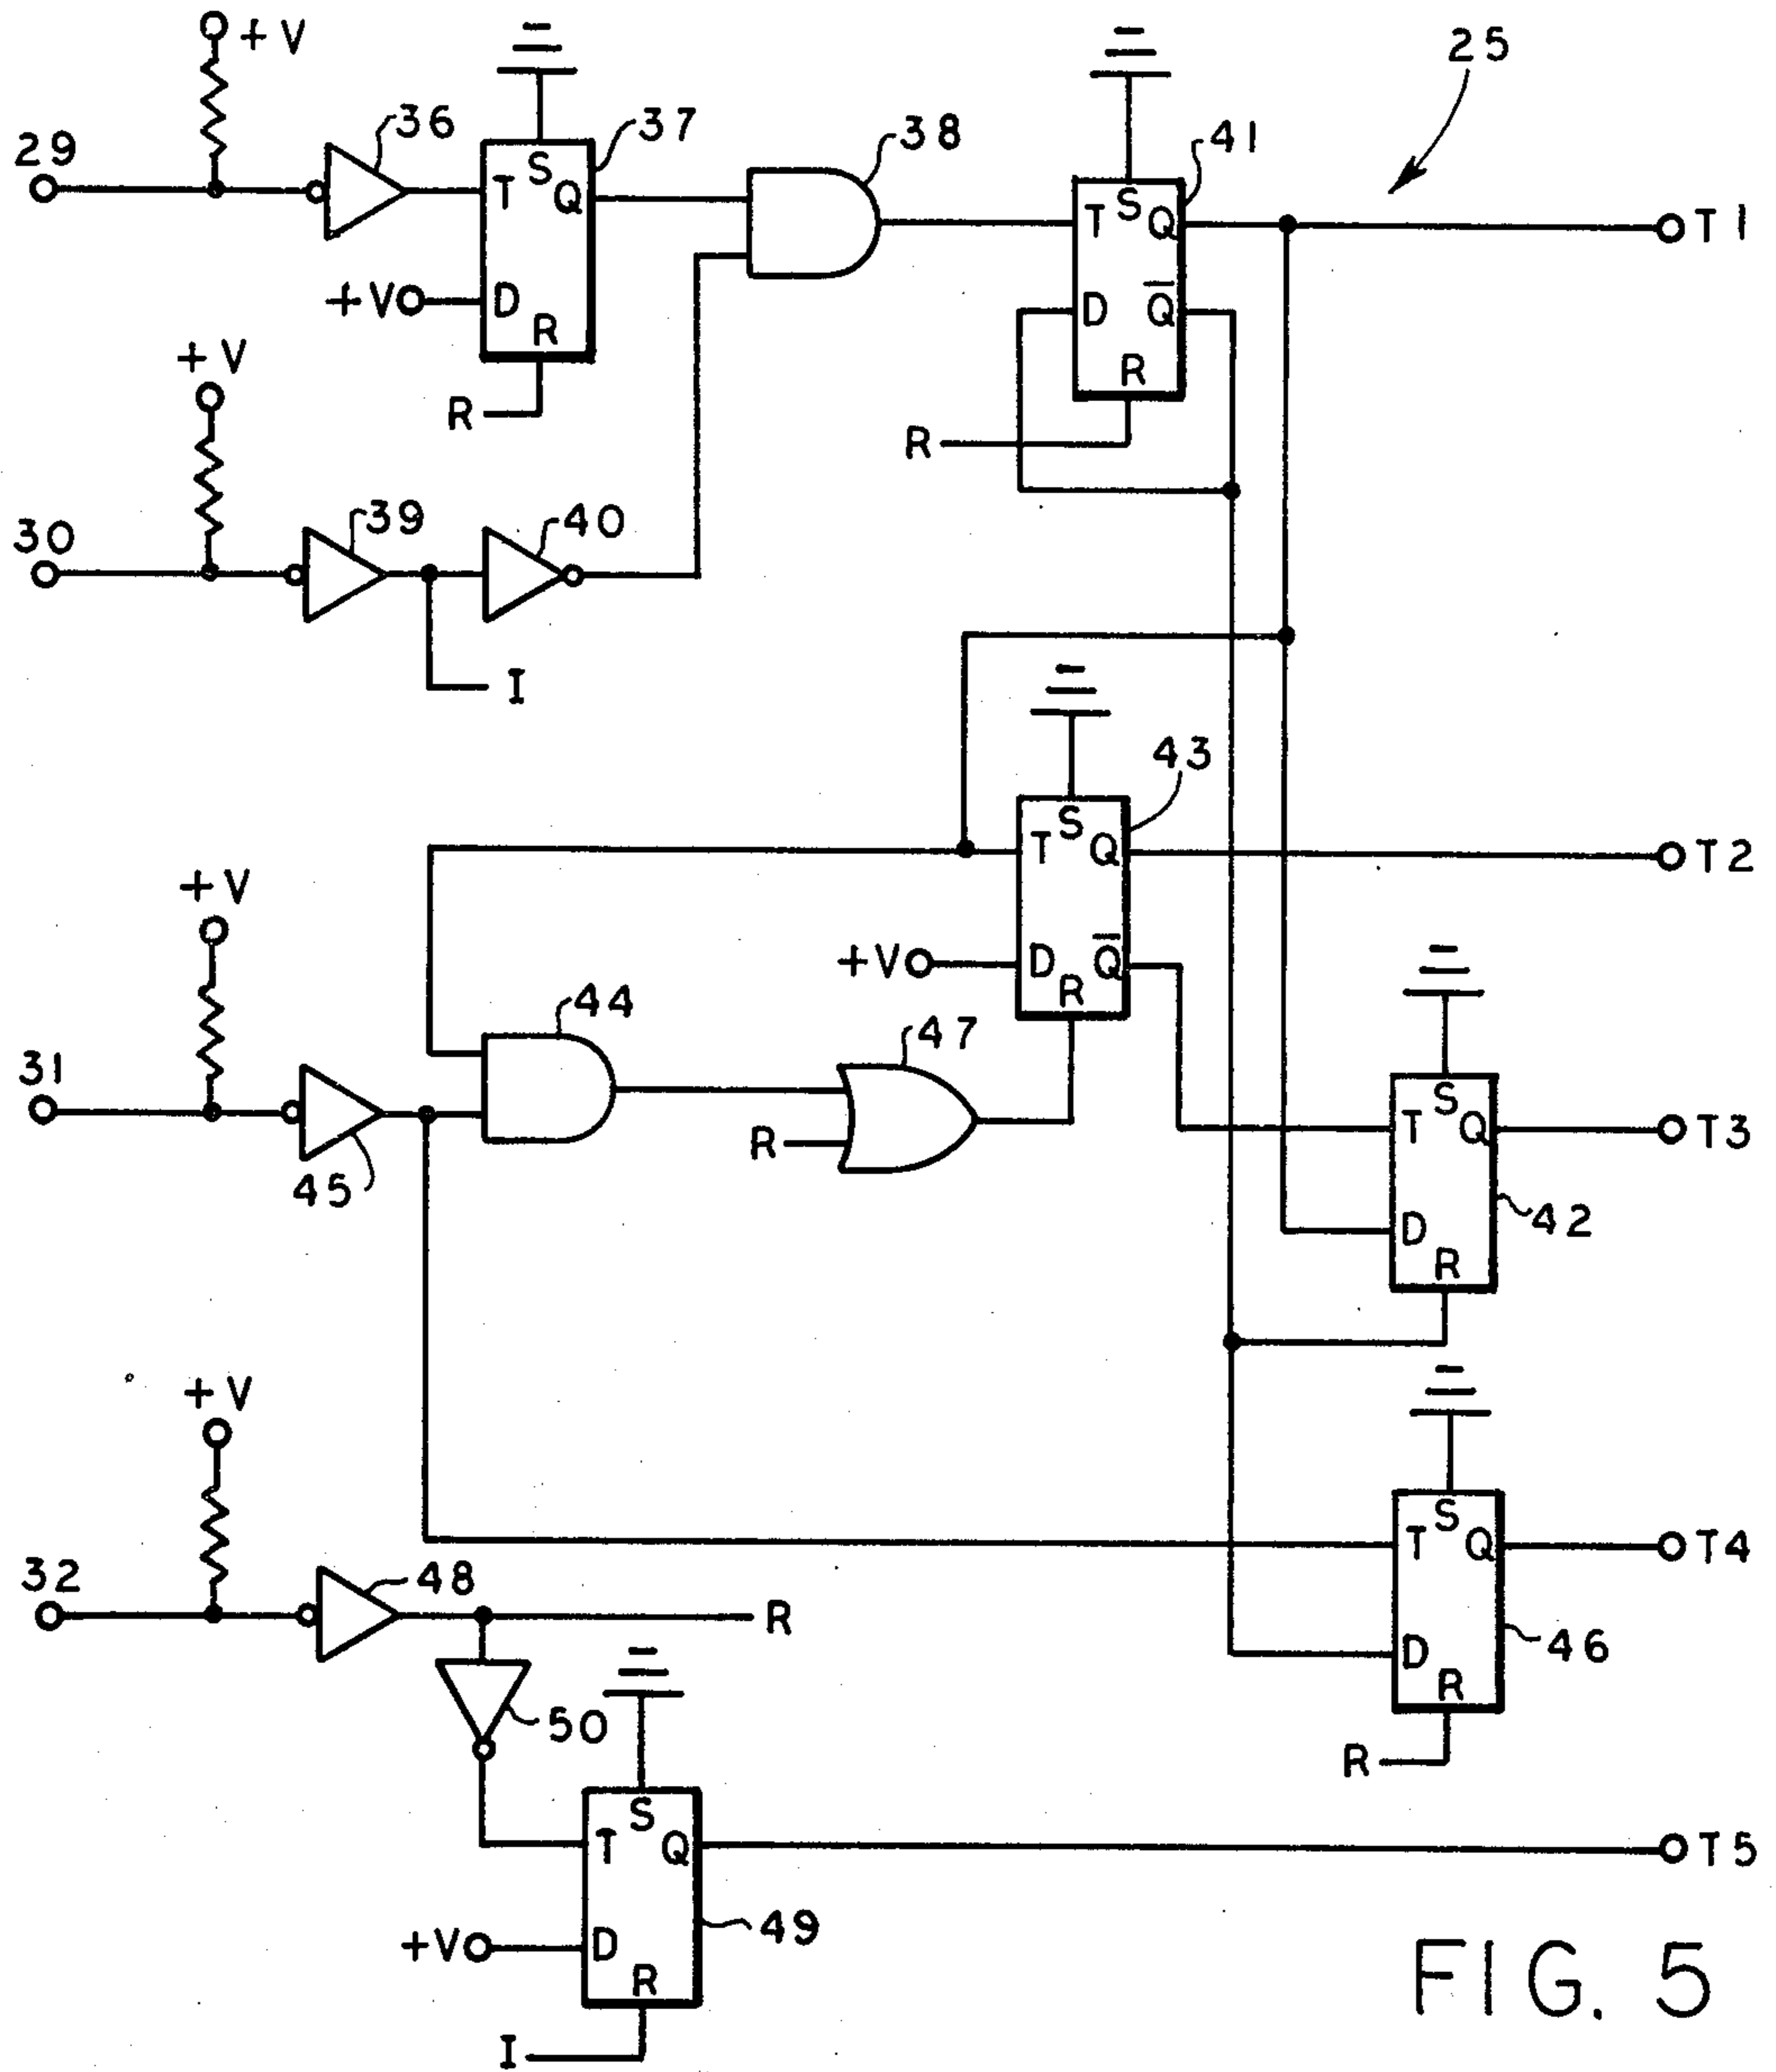 +V
25
29
36
37
38
41
S
T
Q
S
T
Q
T1
+V
D
R
D
Q̅
R
+V
R
R
30
39
40
I
43
S
T
Q
T2
+V
+V
D
Q̅
R
31
44
47
45
R
S
T
Q
T3
D
42
R
+V
S
T
Q
T4
32
48
R
D
46
R
50
R
S
T
Q
T5
+V
D
49
R
I
FIG. 5